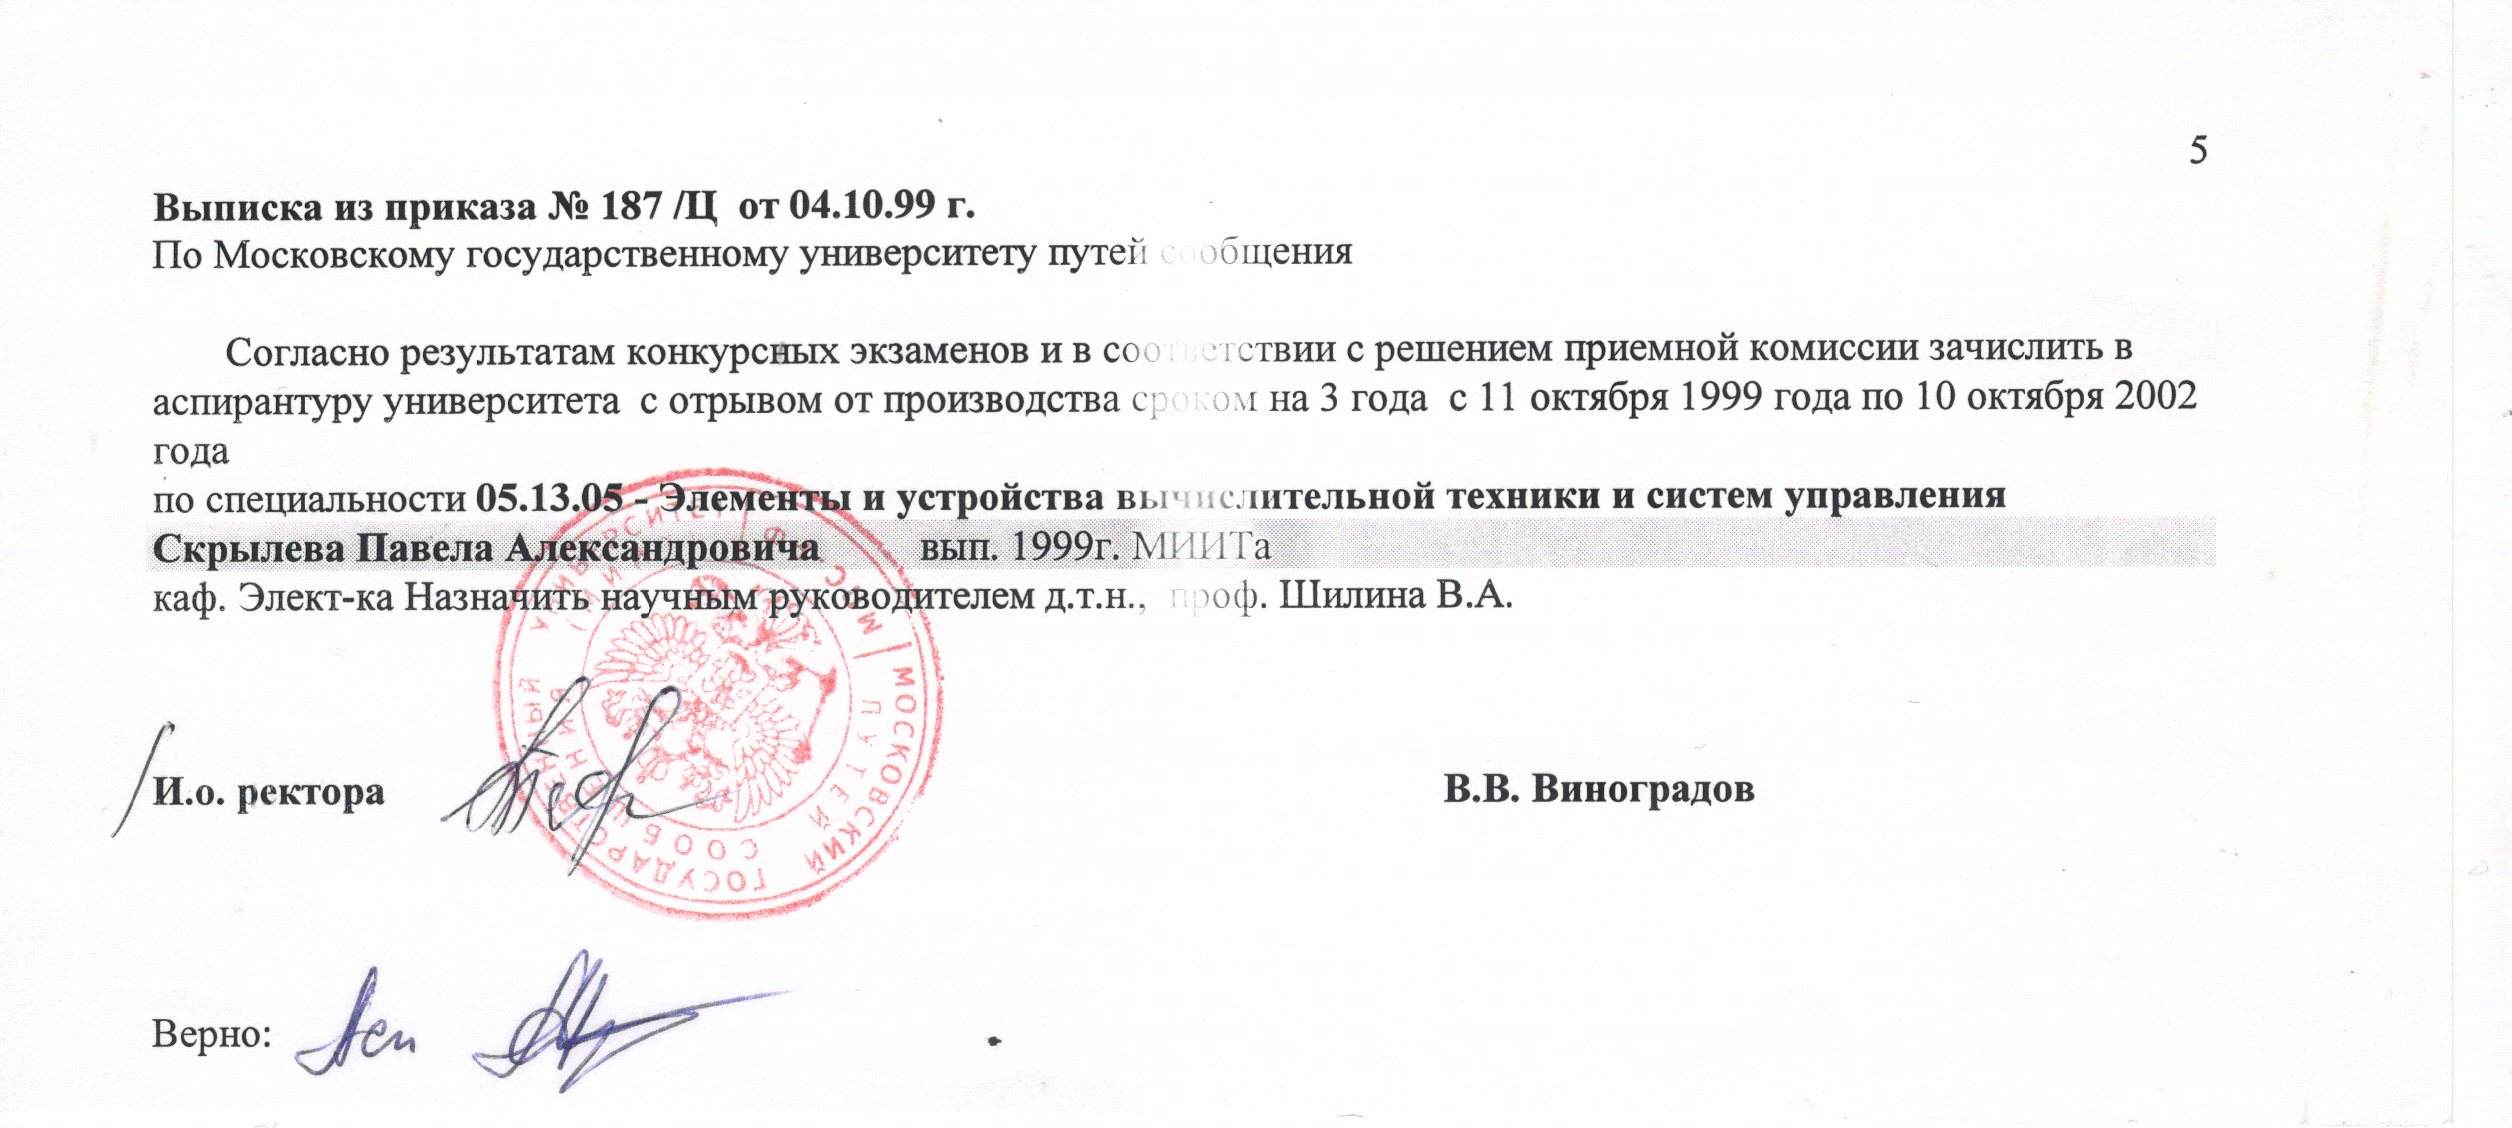 5
Выписка из приказа № 187 /Ц от 04.10.99 г.
По Московскому государственному университету путей сообщения
Согласно результатам конкурсных экзаменов и в соответствии с решением приемной комиссии зачислить в
аспирантуру университета с отрывом от производства сроком на 3 года с 11 октября 1999 года по 10 октября 2002
года
по специальности 05.13.05 - Элементы и устройства вычислительной техники и систем управления
Скрылева Павела Александровича вып. 1999г. МИИТа
каф. Элект-ка Назначить научным руководителем д.т.н., проф. Шилина В.А.
МОСКОВСКИЙ ГОСУДАРСТВЕННЫЙ УНИВЕРСИТЕТ
ПУТЕЙ СООБЩЕНИЯ
И.о. ректора В.В. Виноградов
Верно: